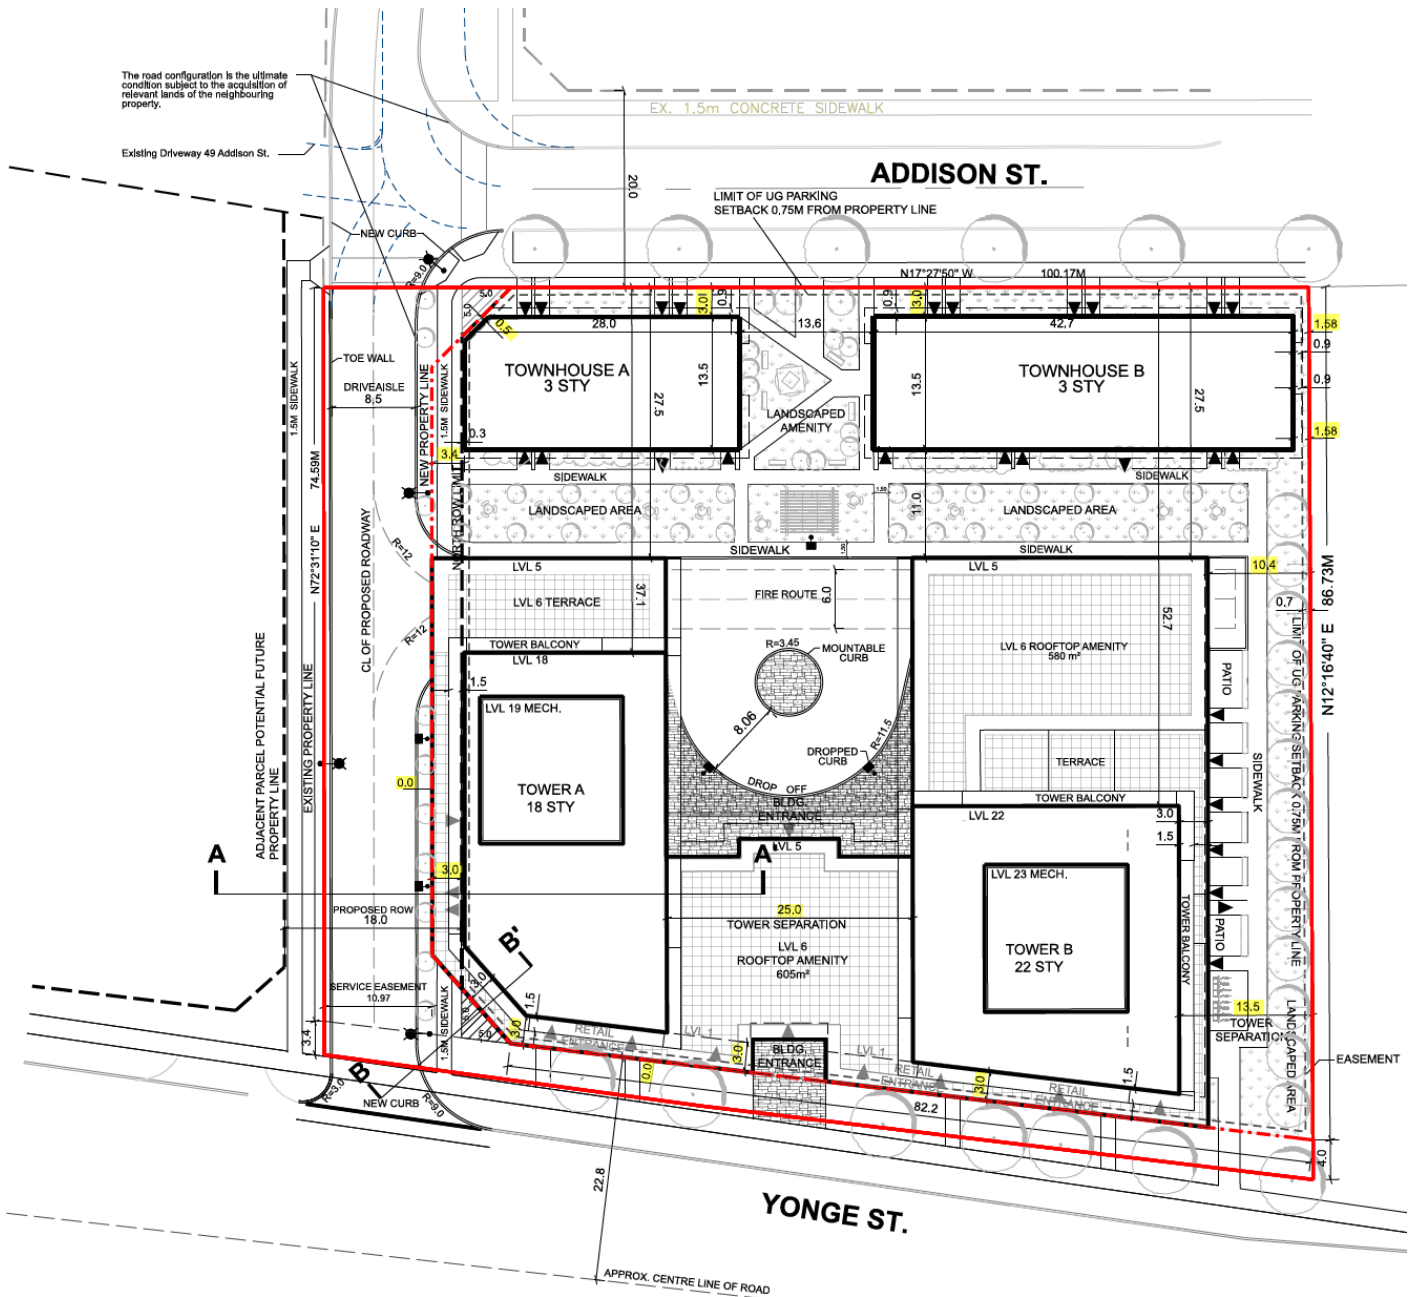 The road configuration is the ultimate
condition subject to the acquisition of
relevant lands of the neighbouring
property.
Existing Driveway 49 Addison St.
EX. 1.5m CONCRETE SIDEWALK
ADDISON ST.
20.0
LIMIT OF UG PARKING
SETBACK 0.75M FROM PROPERTY LINE
NEW CURB
R=9.0
N17°27'50" W
100.17M
5.0
5.0
0.5
28.0
3.0
0.9
13.6
0.9
3.0
42.7
1.58
0.9
0.9
1.58
TOE WALL
DRIVEAISLE
8.5
1.5M SIDEWALK
1.5M SIDEWALK
NEW PROPERTY LINE
NORTH ROW LIMIT
0.3
3.4
TOWNHOUSE A
3 STY
13.5
27.5
LANDSCAPED
AMENITY
13.5
TOWNHOUSE B
3 STY
27.5
74.59M
N72°31'10" E
SIDEWALK
SIDEWALK
LANDSCAPED AREA
1.50
11.0
LANDSCAPED AREA
SIDEWALK
1.50
SIDEWALK
R=12
R=12
CL OF PROPOSED ROADWAY
LVL 5
LVL 6 TERRACE
37.1
TOWER BALCONY
LVL 18
1.5
LVL 19 MECH.
TOWER A
18 STY
FIRE ROUTE
6.0
R=3.45
MOUNTABLE
CURB
8.06
R=11.5
DROPPED
CURB
DROP OFF
BLDG.
ENTRANCE
LVL 5
LVL 5
52.7
LVL 6 ROOFTOP AMENITY
580 m²
TERRACE
TOWER BALCONY
LVL 22
3.0
1.5
LVL 23 MECH.
TOWER B
22 STY
TOWER BALCONY
10.4
0.7
PATIO
PATIO
SIDEWALK
LIMIT OF UG PARKING SETBACK 0.75M FROM PROPERTY LINE
86.73M
N12°16'40" E
ADJACENT PARCEL POTENTIAL FUTURE
PROPERTY LINE
EXISTING PROPERTY LINE
0.0
A
A
3.0
PROPOSED ROW
18.0
25.0
TOWER SEPARATION
LVL 6
ROOFTOP AMENITY
605m²
B'
SERVICE EASEMENT
10.97
3.4
1.5M SIDEWALK
3.0
5.0
5.0
1.5
3.0
RETAIL
ENTRANCE
LVL 1
3.0
BLDG.
ENTRANCE
LVL 1
RETAIL
ENTRANCE
3.0
RETAIL
ENTRANCE
1.5
13.5
TOWER
SEPARATION
LANDSCAPED AREA
EASEMENT
B
R=3.0
NEW CURB
R=9.0
0.0
82.2
4.0
22.8
YONGE ST.
APPROX. CENTRE LINE OF ROAD